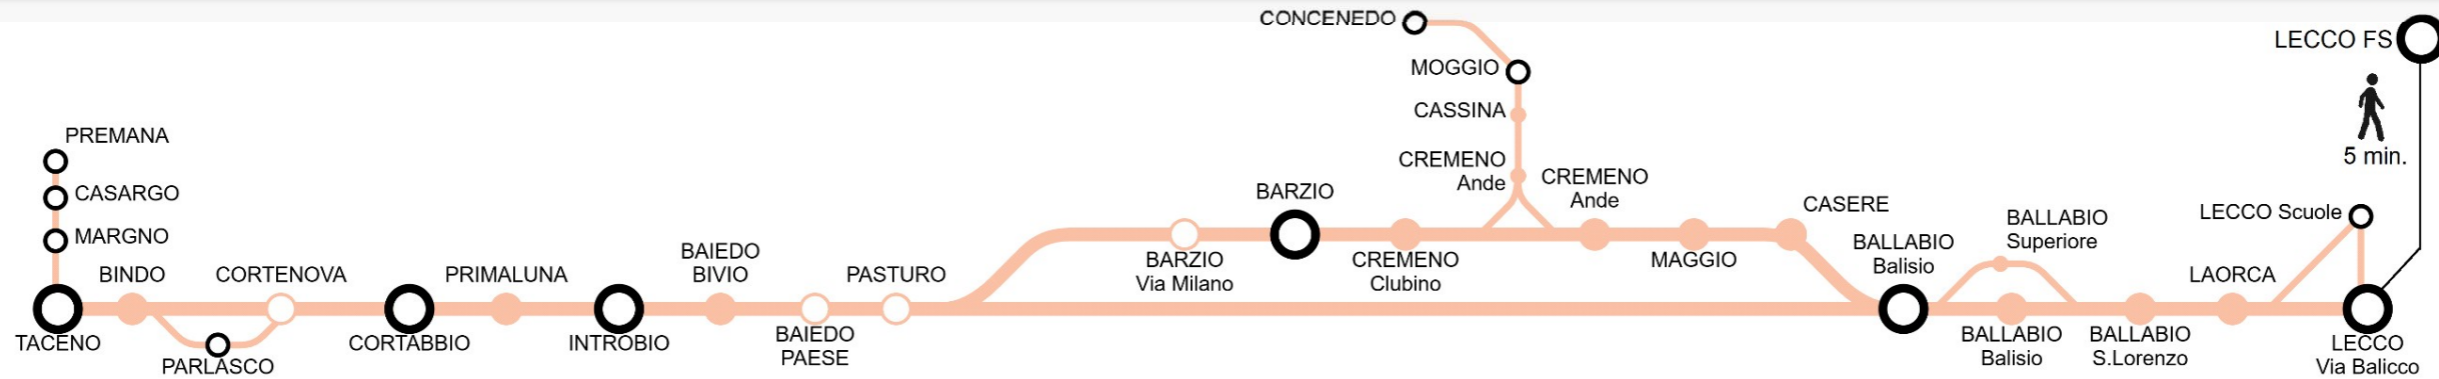 CONCENEDO
LECCO FS
MOGGIO
CASSINA
PREMANA
5 min.
CREMENO
Ande
CREMENO
Ande
CASARGO
BARZIO
CASERE
LECCO Scuole
BALLABIO
Superiore
MARGNO
BALLABIO
Balisio
BAIEDO
BIVIO
BARZIO
Via Milano
CREMENO
Clubino
MAGGIO
BINDO
CORTENOVA
PRIMALUNA
PASTURO
LAORCA
TACENO
PARLASCO
CORTABBIO
INTROBIO
BAIEDO
PAESE
BALLABIO
Balisio
BALLABIO
S.Lorenzo
LECCO
Via Balicco